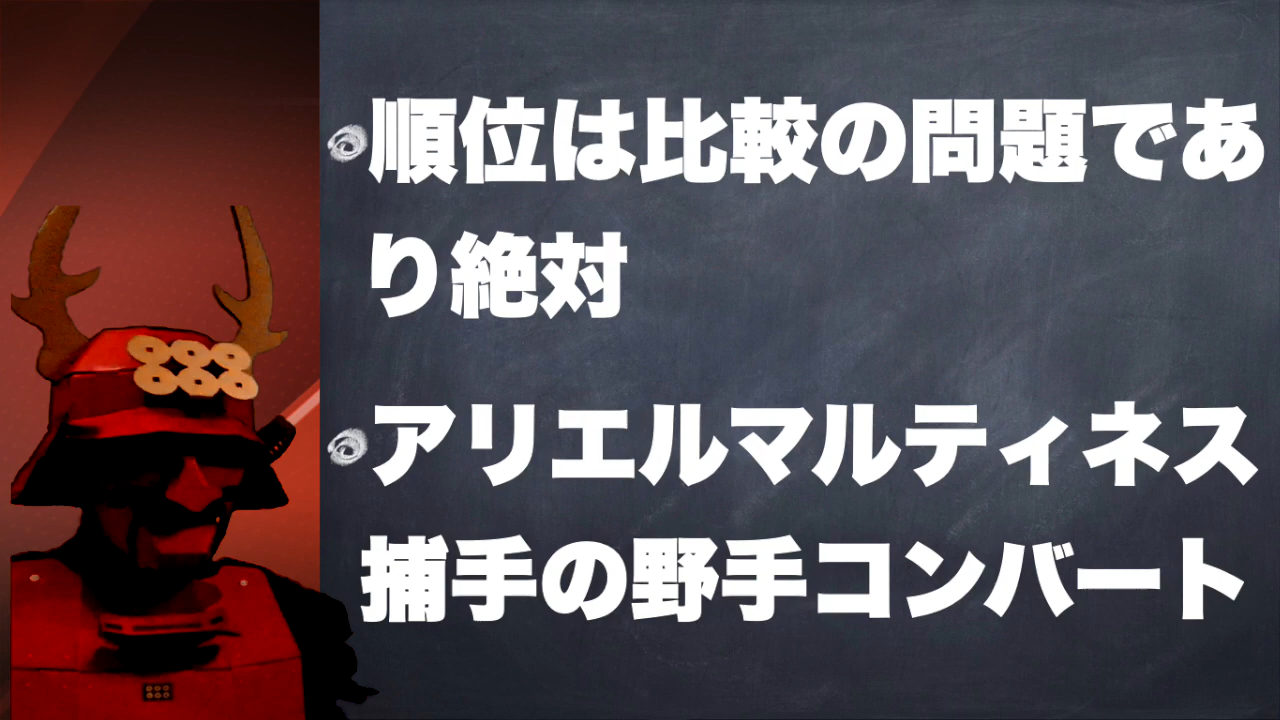 順位は比較の問題であ
り絶対
アリエルマルティネス
捕手の野手コンバート